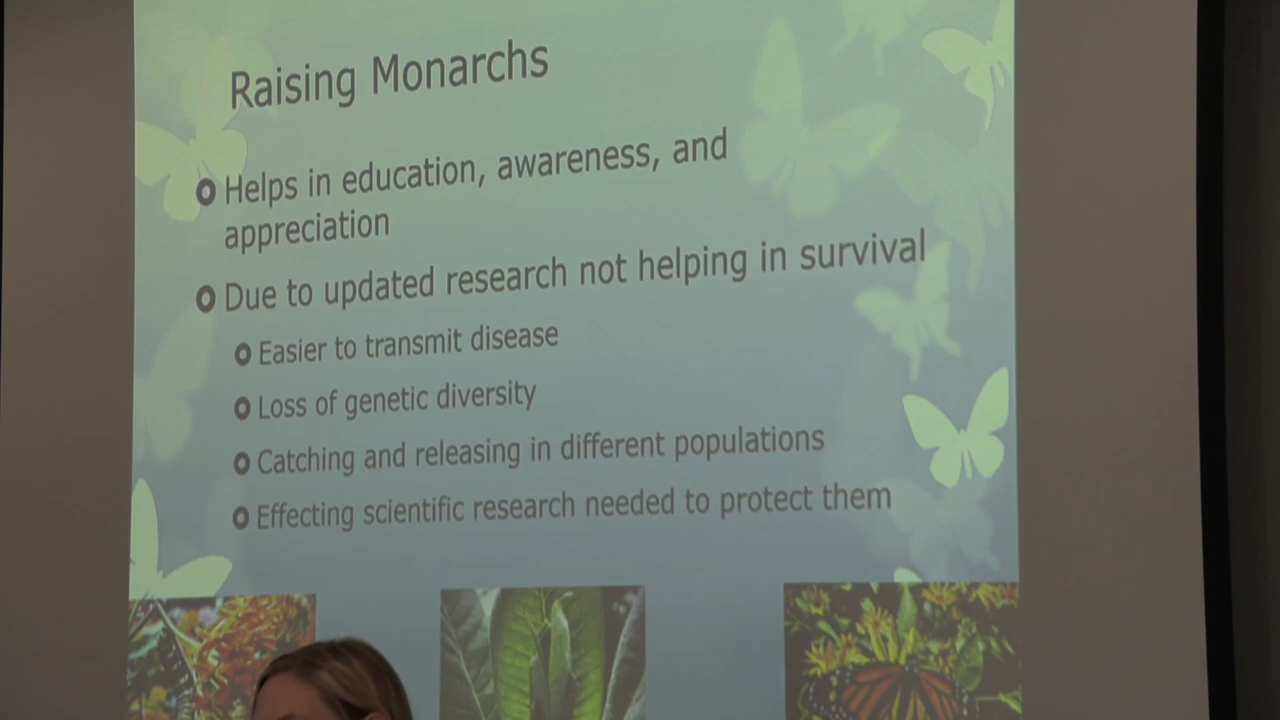 Raising Monarchs
Helps in education, awareness, and
appreciation
Due to updated research not helping in survival
Easier to transmit disease
Loss of genetic diversity
Catching and releasing in different populations
Effecting scientific research needed to protect them